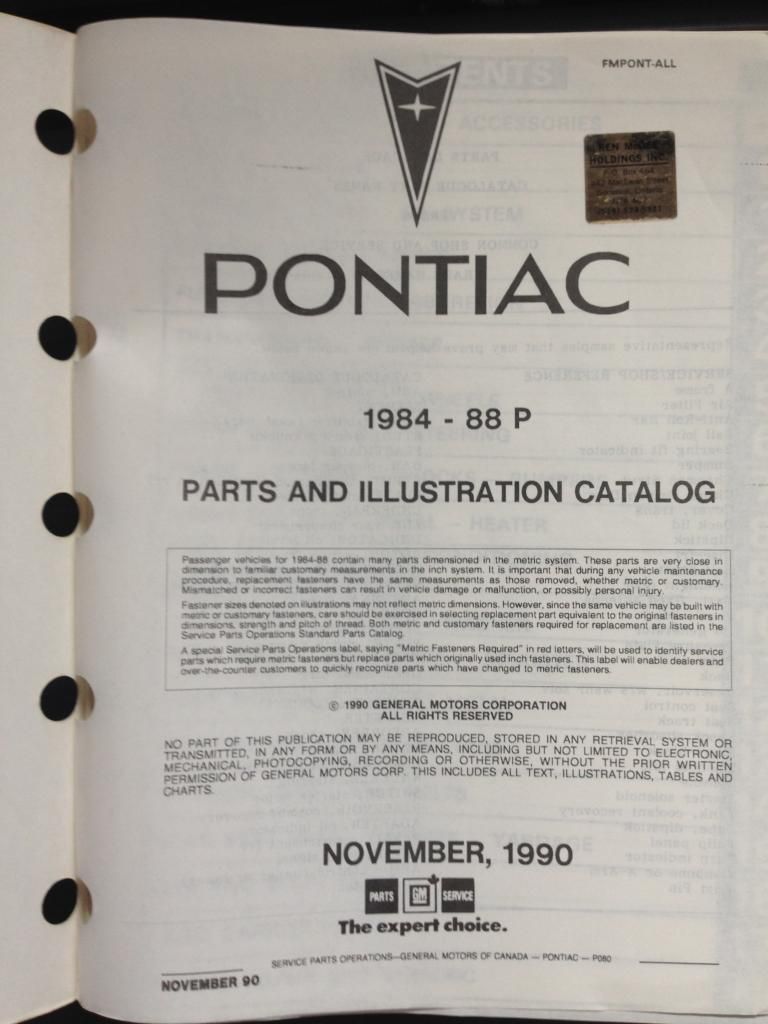 FMPONT-ALL
KEN McGEE
HOLDINGS INC.
P.O. Box 464
Ontario
PONTIAC
1984 - 88 P
PARTS AND ILLUSTRATION CATALOG
Passenger vehicles for 1984-88 contain many parts dimensioned in the metric system. These parts are very close in
dimension to familiar customary measurements in the inch system. It is important that during any vehicle maintenance
procedure, replacement fasteners have the same measurements as those removed, whether metric or customary.
Mismatched or incorrect fasteners can result in vehicle damage or malfunction, or possibly personal injury.
Fastener sizes denoted on illustrations may not reflect metric dimensions. However, since the same vehicle may be built with
metric or customary fasteners, care should be exercised in selecting replacement part equivalent to the original fasteners in
dimensions, strength and pitch of thread. Both metric and customary fasteners required for replacement are listed in the
Service Parts Operations Standard Parts Catalog.
A special Service Parts Operations label, saying "Metric Fasteners Required" in red letters, will be used to identify service
parts which require metric fasteners but replace parts which originally used inch fasteners. This label will enable dealers and
over-the-counter customers to quickly recognize parts which have changed to metric fasteners.
© 1990 GENERAL MOTORS CORPORATION
ALL RIGHTS RESERVED
NO PART OF THIS PUBLICATION MAY BE REPRODUCED, STORED IN ANY RETRIEVAL SYSTEM OR
TRANSMITTED, IN ANY FORM OR BY ANY MEANS, INCLUDING BUT NOT LIMITED TO ELECTRONIC,
MECHANICAL, PHOTOCOPYING, RECORDING OR OTHERWISE, WITHOUT THE PRIOR WRITTEN
PERMISSION OF GENERAL MOTORS CORP. THIS INCLUDES ALL TEXT, ILLUSTRATIONS, TABLES AND
CHARTS.
NOVEMBER, 1990
PARTS GM SERVICE
The expert choice.
SERVICE PARTS OPERATIONS—GENERAL MOTORS OF CANADA — PONTIAC — P080
NOVEMBER 90